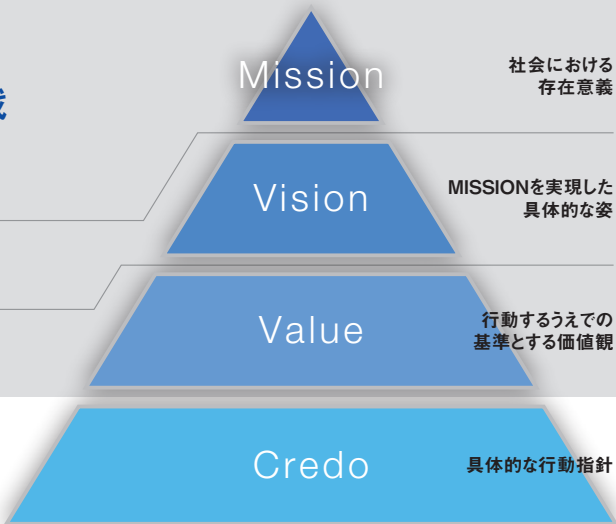 Mission
社会における
存在意義
Vision
MISSIONを実現した
具体的な姿
Value
行動するうえでの
基準とする価値観
Credo
具体的な行動指針